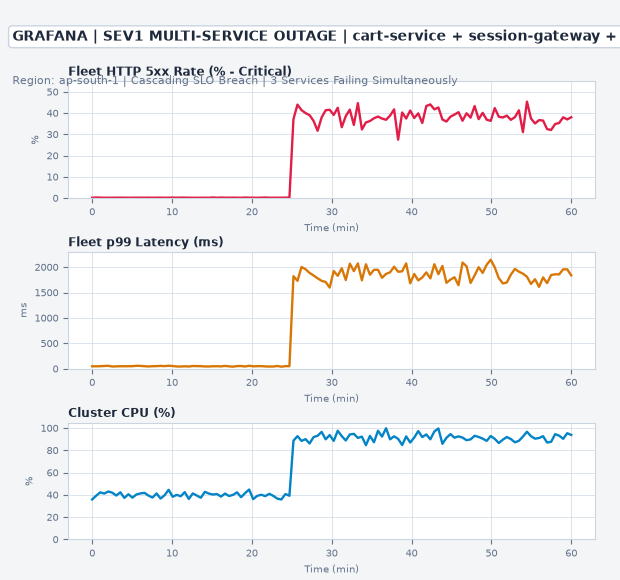 GRAFANA | SEV1 MULTI-SERVICE OUTAGE | cart-service + session-gateway +
Fleet HTTP 5xx Rate (% - Critical)
Region: ap-south-1 | Cascading SLO Breach | 3 Services Failing Simultaneously
50
40
30
20
10
0
%
0 10 20 30 40 50 60
Time (min)
Fleet p99 Latency (ms)
2000
1500
1000
500
0
ms
0 10 20 30 40 50 60
Time (min)
Cluster CPU (%)
100
80
60
40
20
0
%
0 10 20 30 40 50 60
Time (min)